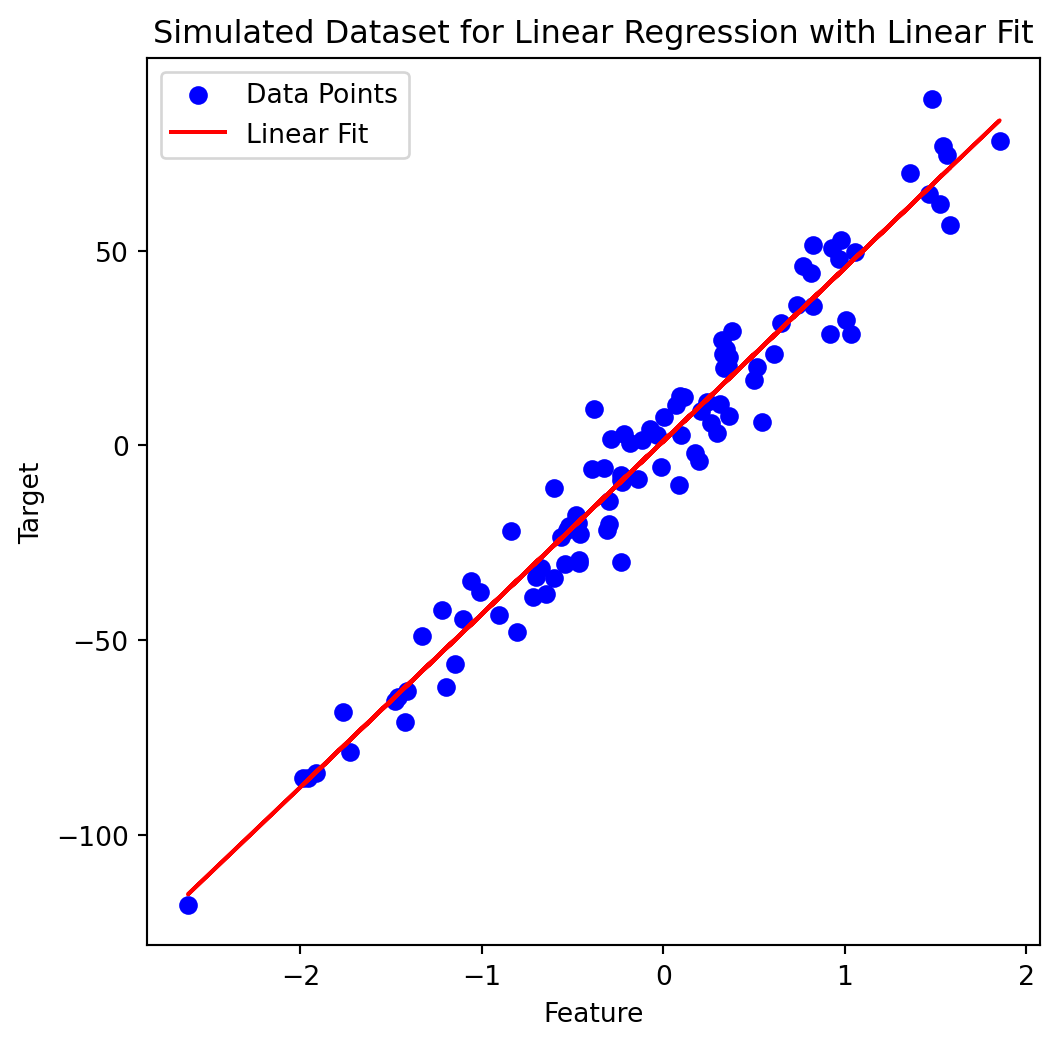 Simulated Dataset for Linear Regression with Linear Fit
Data Points
Linear Fit
50
0
−50
−100
Target
−2
−1
0
1
2
Feature